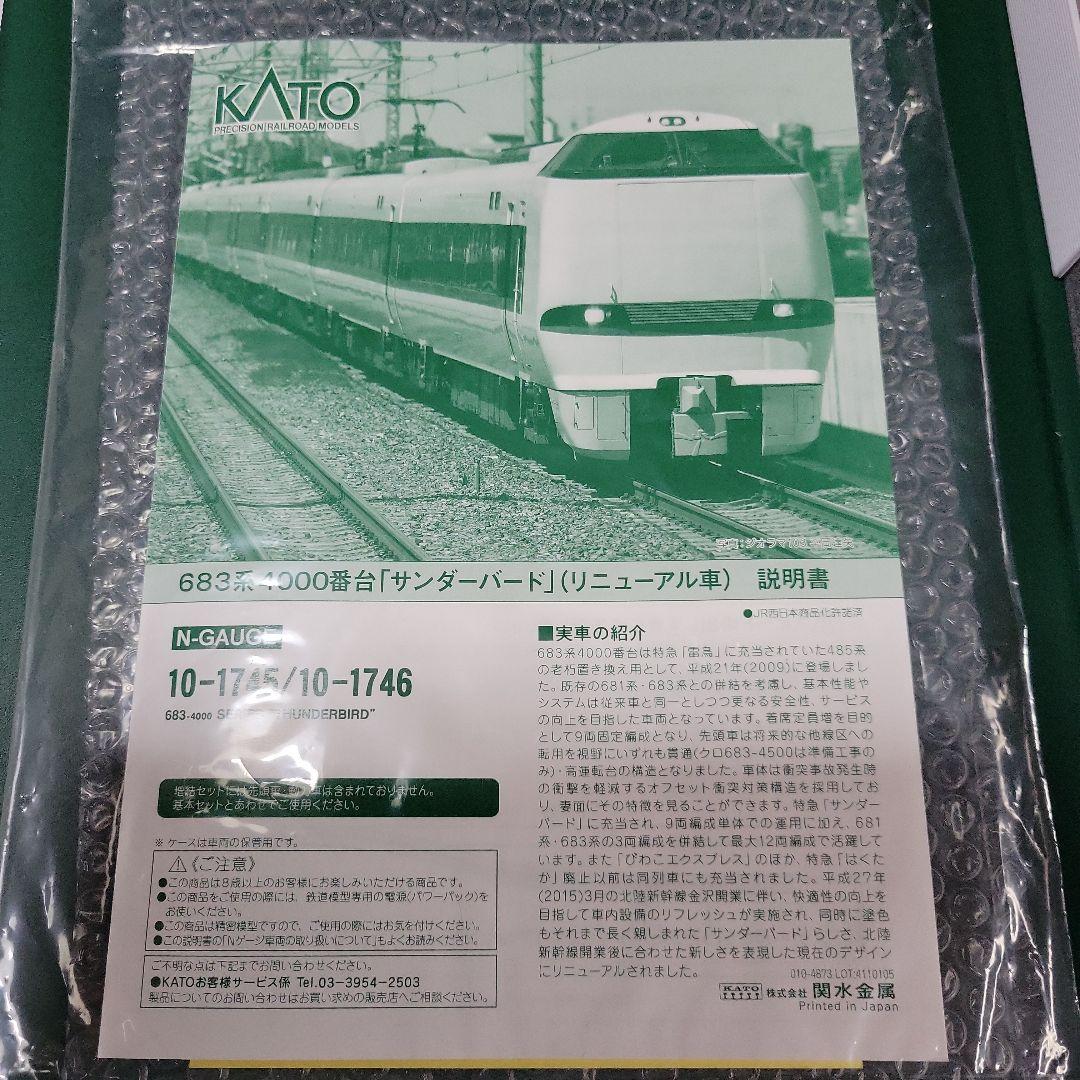 KATO
PRECISION RAILROAD MODELS
683系4000番台「サンダーバード」(リニューアル車) 説明書
●JR西日本商品化許諾済
N-GAUGE
10-1745/10-1746
683-4000 SERIES "THUNDERBIRD"
増結セットには先頭車・動力車は含まれておりません。
基本セットとあわせてご使用ください。
※ ケースは車両の保管用です。
⚠《ご注意》
●この商品は8歳以上のお客様にお楽しみいただける商品です。
●この商品をご使用の際には、鉄道模型専用の電源(パワーパック)を
お使いください。
●この商品は精密模型ですので、ご使用の際にはお気を付けください。
●この説明書の「Nゲージ車両の取り扱いについて」もよくお読みください。
ご不明な点は下記までお問い合わせください。
●KATOお客様サービス係 Tel.03-3954-2503
製品についてのお問い合わせはお買い求めの販売店へご相談ください。
■実車の紹介
683系4000番台は特急「雷鳥」に充当されていた485系
の老朽置き換え用として、平成21年(2009)に登場しまし
た。既存の681系・683系との併結を考慮し、基本性能や
システムは従来車と同一としつつ更なる安全性、サービス
の向上を目指した車両となっています。着席定員増を目的
として9両固定編成となり、先頭車は将来的な他線区への
転用を視野にいずれも貫通(クロ683-4500は準備工事の
み)・高運転台の構造となりました。車体は衝突事故発生時
の衝撃を軽減するオフセット衝突対策構造を採用してお
り、妻面にその特徴を見ることができます。特急「サンダー
バード」に充当され、9両編成単体での運用に加え、681
系・683系の3両編成を併結して最大12両編成で活躍して
います。また「びわこエクスプレス」のほか、特急「はくた
か」廃止以前は同列車にも充当されました。平成27年
(2015)3月の北陸新幹線金沢開業に伴い、快適性の向上を
目指して車内設備のリフレッシュが実施され、同時に塗色
もそれまで長く親しまれた「サンダーバード」らしさ、北陸
新幹線開業後に合わせた新しさを表現した現在のデザイン
にリニューアルされました。
010-4873 LOT:4110105
KATO 株式会社 関水金属
Printed in Japan